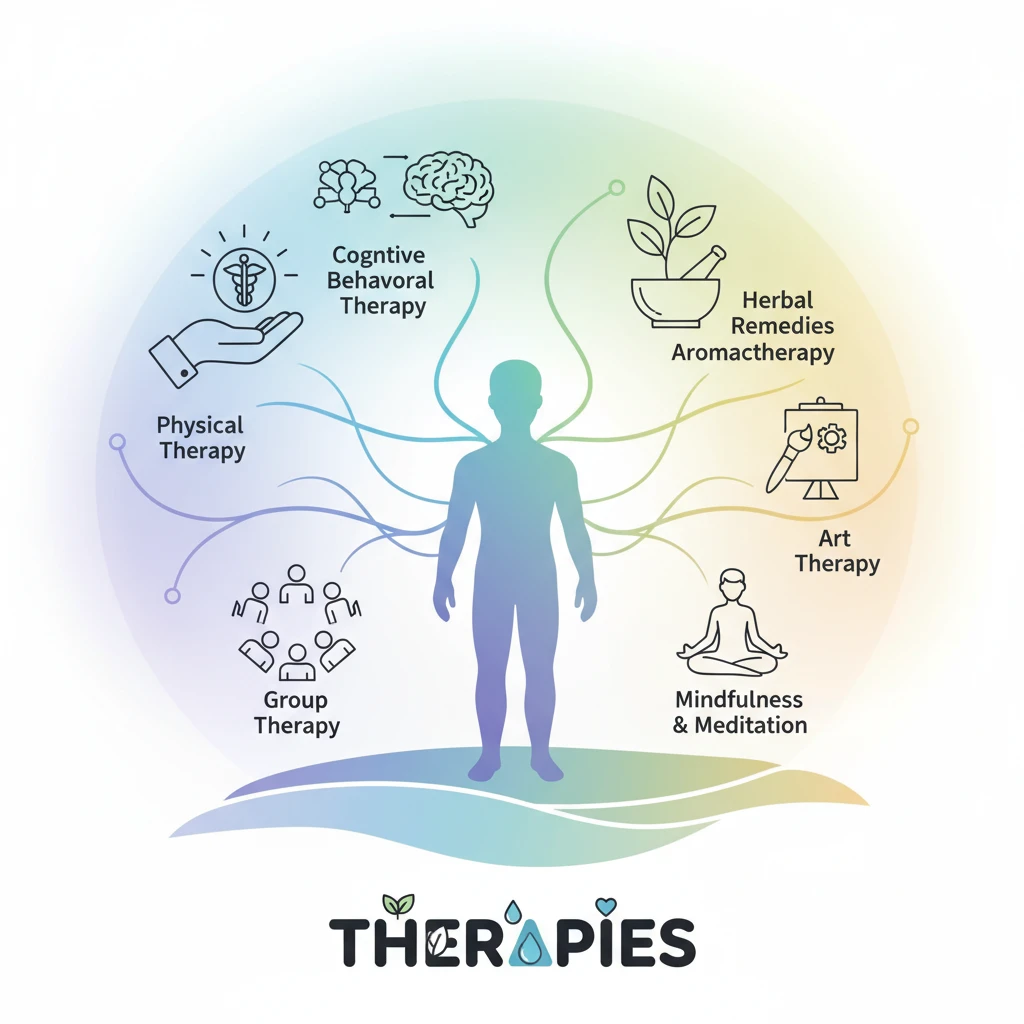 Cogntive
Behavoral
Therapy
Herbal
Remedies
Aromactherapy
Physical
Therapy
Art
Therapy
Group
Therapy
Mindfulness
& Meditation
THERAPIES